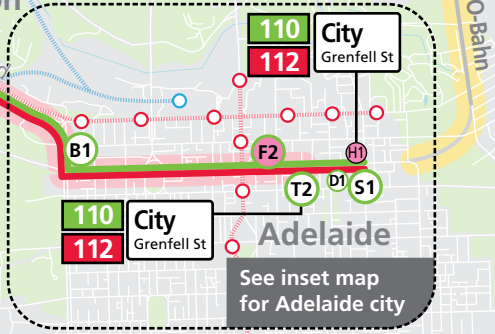 on
110
112
City
Grenfell St
O-Bahn
B1
F2
H1
T2
D1
S1
110
112
City
Grenfell St
Adelaide
See inset map
for Adelaide city